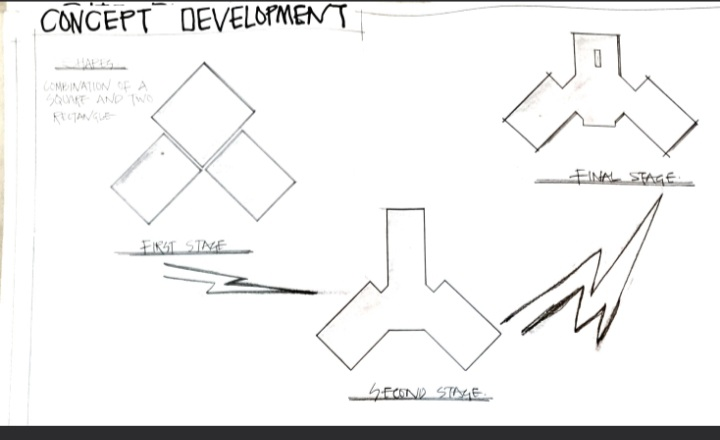 CONCEPT DEVELOPMENT
SHAPES
COMBINATION OF A
SQUARE AND TWO
RECTANGLE
FIRST STAGE
SECOND STAGE.
FINAL STAGE.